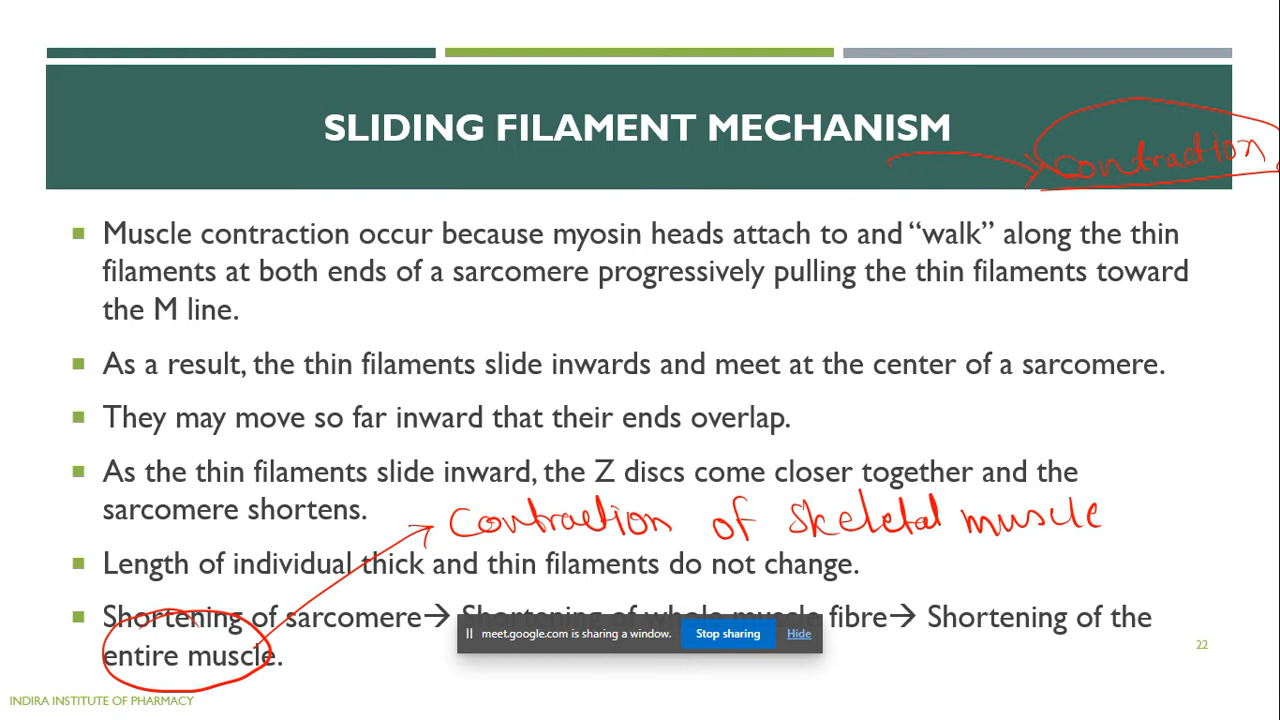 SLIDING FILAMENT MECHANISM
contraction
Muscle contraction occur because myosin heads attach to and “walk” along the thin
filaments at both ends of a sarcomere progressively pulling the thin filaments toward
the M line.
As a result, the thin filaments slide inwards and meet at the center of a sarcomere.
They may move so far inward that their ends overlap.
As the thin filaments slide inward, the Z discs come closer together and the
sarcomere shortens.
contraction of skeletal muscle
Length of individual thick and thin filaments do not change.
Shortening of sarcomere→ Shortening of whole muscle fibre→ Shortening of the
entire muscle.
meet.google.com is sharing a window. Stop sharing Hide
22
INDIRA INSTITUTE OF PHARMACY